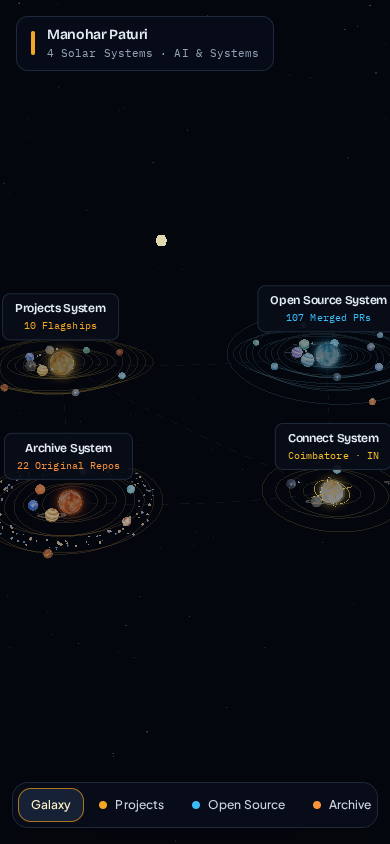 Manohar Paturi
4 Solar Systems · AI & Systems
Projects System
10 Flagships
Open Source System
107 Merged PRs
Archive System
22 Original Repos
Connect System
Coimbatore · IN
Galaxy
Projects
Open Source
Archive